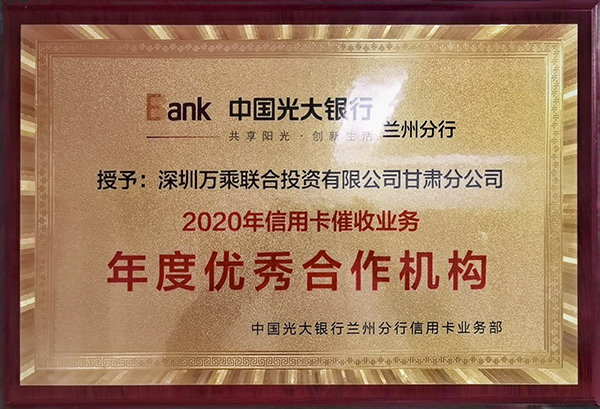 Bank 中国光大银行
共享阳光·创新生活
兰州分行
授予：深圳万乘联合投资有限公司甘肃分公司
2020年信用卡催收业务
年度优秀合作机构
中国光大银行兰州分行信用卡业务部